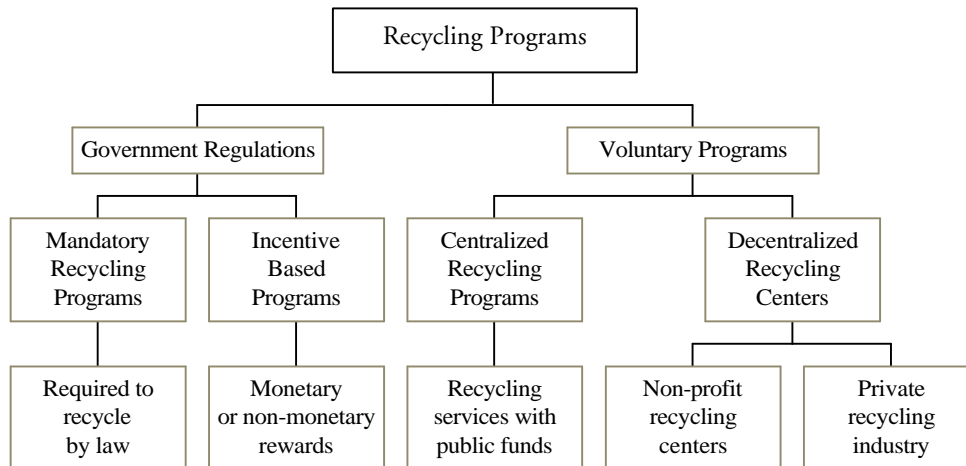 Recycling Programs
Government Regulations
Voluntary Programs
Mandatory
Recycling
Programs
Incentive
Based
Programs
Centralized
Recycling
Programs
Decentralized
Recycling
Centers
Required to
recycle
by law
Monetary
or non-monetary
rewards
Recycling
services with
public funds
Non-profit
recycling
centers
Private
recycling
industry